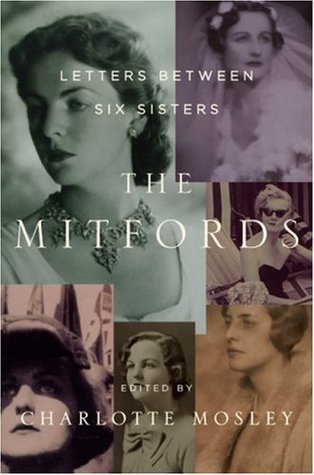 LETTERS BETWEEN
SIX SISTERS
THE
MITFORDS
EDITED BY
CHARLOTTE MOSLEY